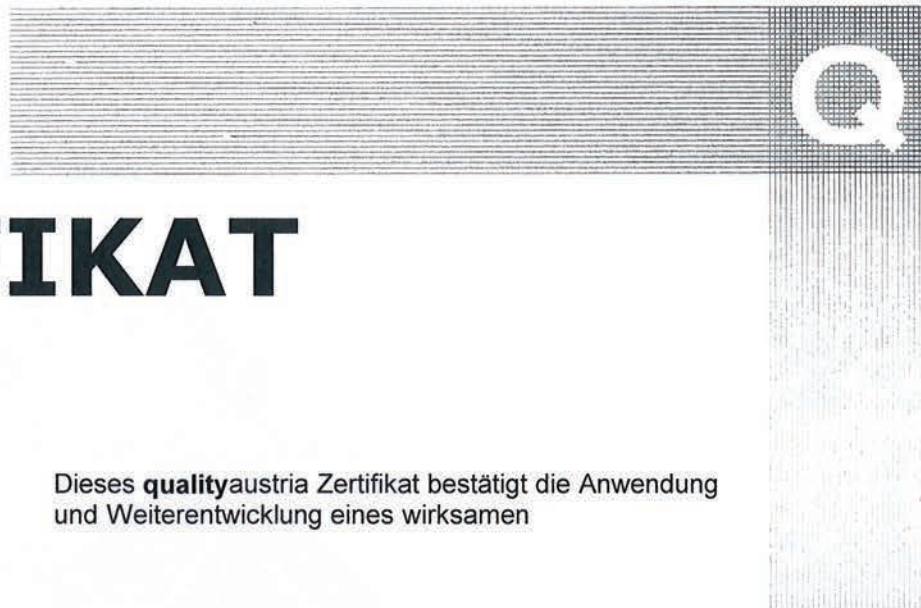 Q
IKAT
Dieses qualityaustria Zertifikat bestätigt die Anwendung
und Weiterentwicklung eines wirksamen